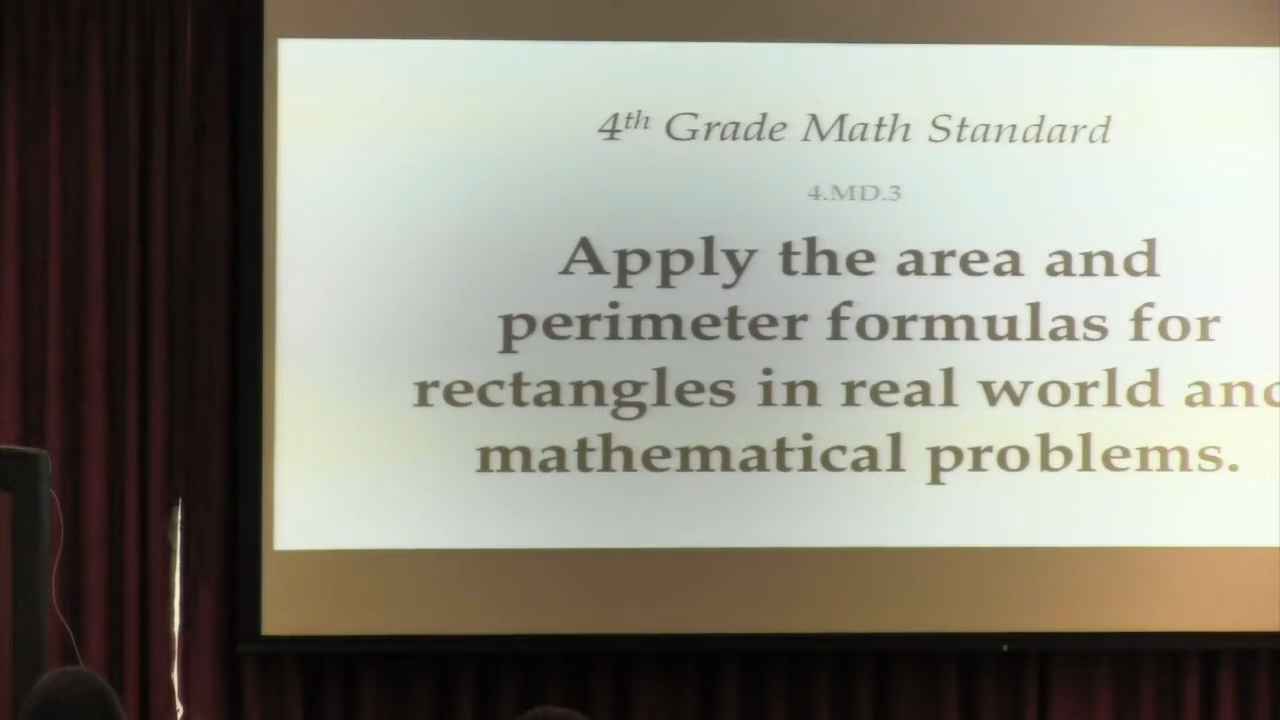 4th Grade Math Standard
4.MD.3
Apply the area and
perimeter formulas for
rectangles in real world and
mathematical problems.